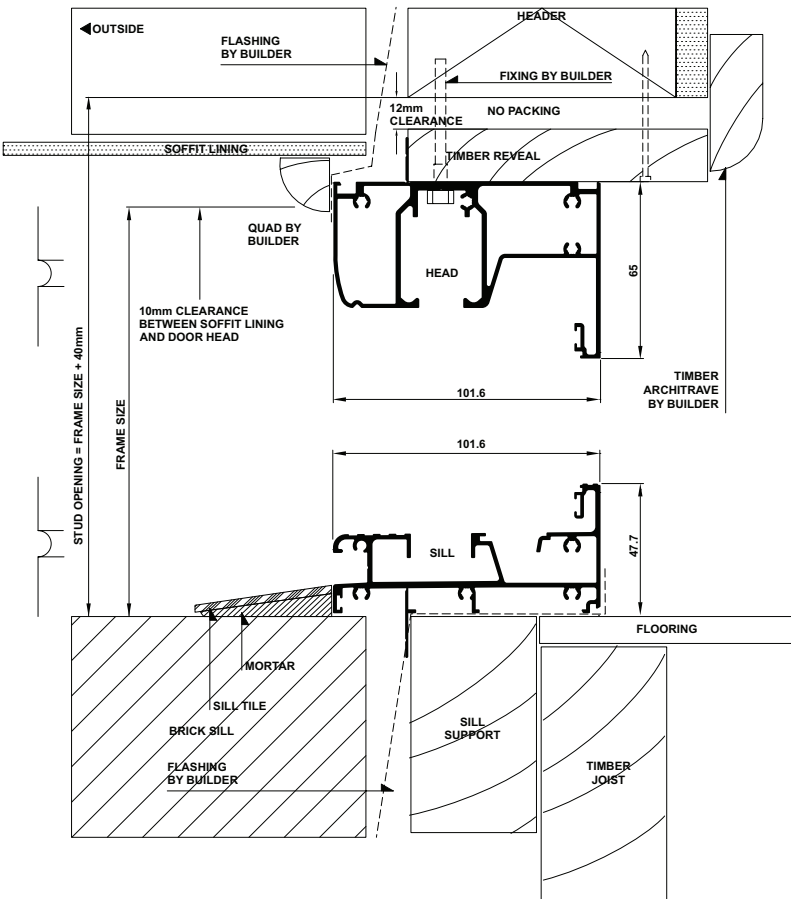 OUTSIDE
HEADER
FLASHING
BY BUILDER
FIXING BY BUILDER
12mm
CLEARANCE
NO PACKING
SOFFIT LINING
TIMBER REVEAL
QUAD BY
BUILDER
HEAD
65
10mm CLEARANCE
BETWEEN SOFFIT LINING
AND DOOR HEAD
STUD OPENING = FRAME SIZE + 40mm
FRAME SIZE
TIMBER
ARCHITRAVE
BY BUILDER
101.6
101.6
SILL
47.7
FLOORING
MORTAR
SILL TILE
BRICK SILL
SILL
SUPPORT
FLASHING
BY BUILDER
TIMBER
JOIST